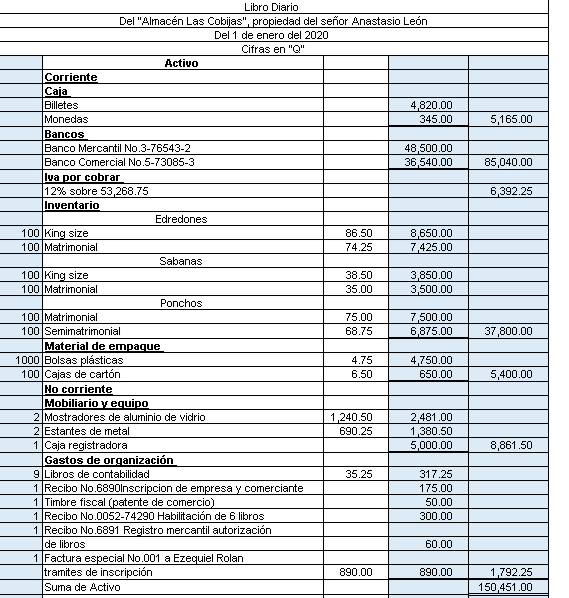 Libro Diario
Del "Almacén Las Cobijas", propiedad del señor Anastasio León
Del 1 de enero del 2020
Cifras en "Q"
Activo
Corriente
Caja
Billetes 4,820.00
Monedas 345.00 5,165.00
Bancos
Banco Mercantil No.3-76543-2 48,500.00
Banco Comercial No.5-73085-3 36,540.00 85,040.00
Iva por cobrar
12% sobre 53,268.75 6,392.25
Inventario
Edredones
100 King size 86.50 8,650.00
100 Matrimonial 74.25 7,425.00
Sabanas
100 King size 38.50 3,850.00
100 Matrimonial 35.00 3,500.00
Ponchos
100 Matrimonial 75.00 7,500.00
100 Semimatrimonial 68.75 6,875.00 37,800.00
Material de empaque
1000 Bolsas plásticas 4.75 4,750.00
100 Cajas de cartón 6.50 650.00 5,400.00
No corriente
Mobiliario y equipo
2 Mostradores de aluminio de vidrio 1,240.50 2,481.00
2 Estantes de metal 690.25 1,380.50
1 Caja registradora 5,000.00 8,861.50
Gastos de organización
9 Libros de contabilidad 35.25 317.25
1 Recibo No.6890Inscripcion de empresa y comerciante 175.00
1 Timbre fiscal (patente de comercio) 50.00
1 Recibo No.0052-74290 Habilitación de 6 libros 300.00
1 Recibo No.6891 Registro mercantil autorización
de libros 60.00
1 Factura especial No.001 a Ezequiel Rolan
tramites de inscripción 890.00 890.00 1,792.25
Suma de Activo 150,451.00